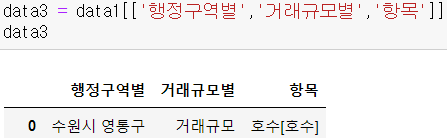 data3 = data1[['행정구역별','거래규모별','항목']]
data3
행정구역별 거래규모별 항목
0 수원시 영통구 거래규모 호수[호수]